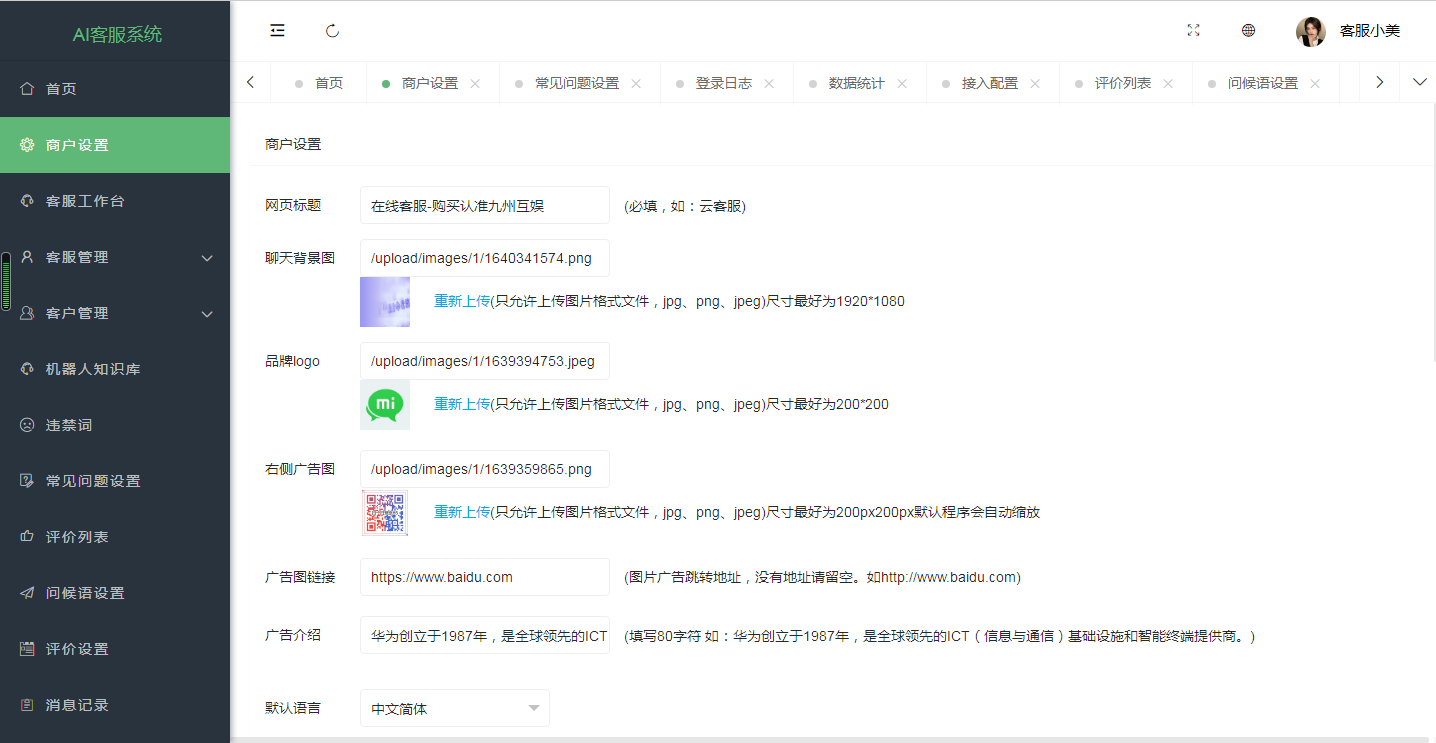 AI客服系统
首页
商户设置
客服工作台
客服管理
客户管理
机器人知识库
违禁词
常见问题设置
评价列表
问候语设置
评价设置
消息记录
客服小美
首页 商户设置 常见问题设置 登录日志 数据统计 接入配置 评价列表 问候语设置
商户设置
网页标题 在线客服-购买认准九州互娱 (必填，如：云客服)
聊天背景图 /upload/images/1/1640341574.png
重新上传(只允许上传图片格式文件，jpg、png、jpeg)尺寸最好为1920*1080
品牌logo /upload/images/1/1639394753.jpeg
mi
重新上传(只允许上传图片格式文件，jpg、png、jpeg)尺寸最好为200*200
右侧广告图 /upload/images/1/1639359865.png
重新上传(只允许上传图片格式文件，jpg、png、jpeg)尺寸最好为200px200px默认程序会自动缩放
广告图链接 https://www.baidu.com (图片广告跳转地址，没有地址请留空。如http://www.baidu.com)
广告介绍 华为创立于1987年，是全球领先的ICT (填写80字符 如：华为创立于1987年，是全球领先的ICT（信息与通信）基础设施和智能终端提供商。)
默认语言 中文简体